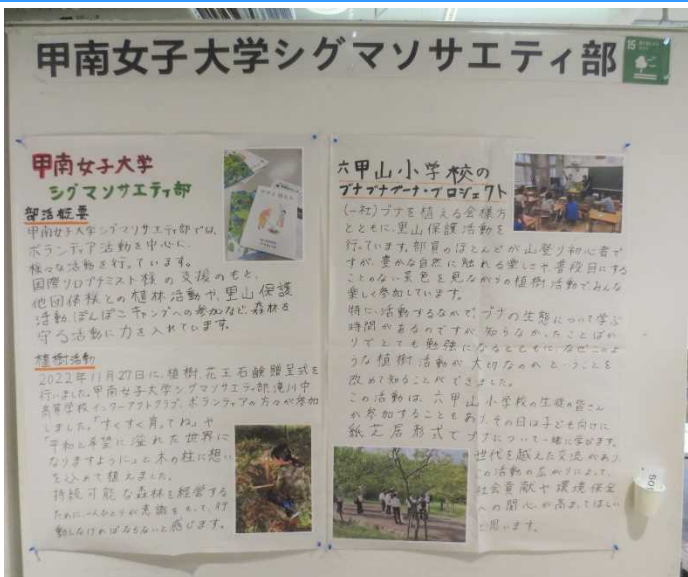 甲南女子大学シグマソサエティ部
15
甲南女子大学
シグマソサエティ部
部活概要
甲南女子大学シグマソサエティ部では、
ボランティア活動を中心に、
様々な活動を行っています。
国際ソロプチミスト様の支援のもと、
他団体様との植林活動や、里山保護
活動ぽんぽこキャンプへの参加など、森林を
守る活動に力を入れています。
植樹活動
2022年11月27日に、植樹、花王石鹸贈呈式を
行いました。甲南女子大学シグマソサエティ部、滝川中
高等学校インターアクトクラブ、ボランティアの方々が参加
しました。「すくすく育ってね」や
「平和と希望に溢れた世界に
なりますように」と木の柱に想い
を込めて植えました。
持続可能な森林を経営する
ために、一人ひとりが意識をもって、行
動しなければならないと感じます。
六甲山小学校の
ブナブナブーナ・プロジェクト
(一社)ブナを植える会様方
とともに、里山保護活動を
行っています。部員のほとんどが山登り初心者で
すが、豊かな自然に触れる楽しさや、普段目にする
ことのない景色を見ながらの植樹活動でみんな
楽しく参加しています。
特に、活動するなかで、ブナの生態について学ぶ
時間があるのですが、知らなかったことばか
りでとても勉強になるとともに、なぜこのよ
うな植樹活動が大切なのかということを
改めて知ることができました。
この活動は、六甲山小学校の生徒の皆さん
が参加することもあり、その日は子ども向けに
紙芝居形式でブナについて一緒に学びます。
世代を越えた交流があり、
この活動の広がりによって、
社会貢献や環境保全
への関心が高まってほしい
と思います。